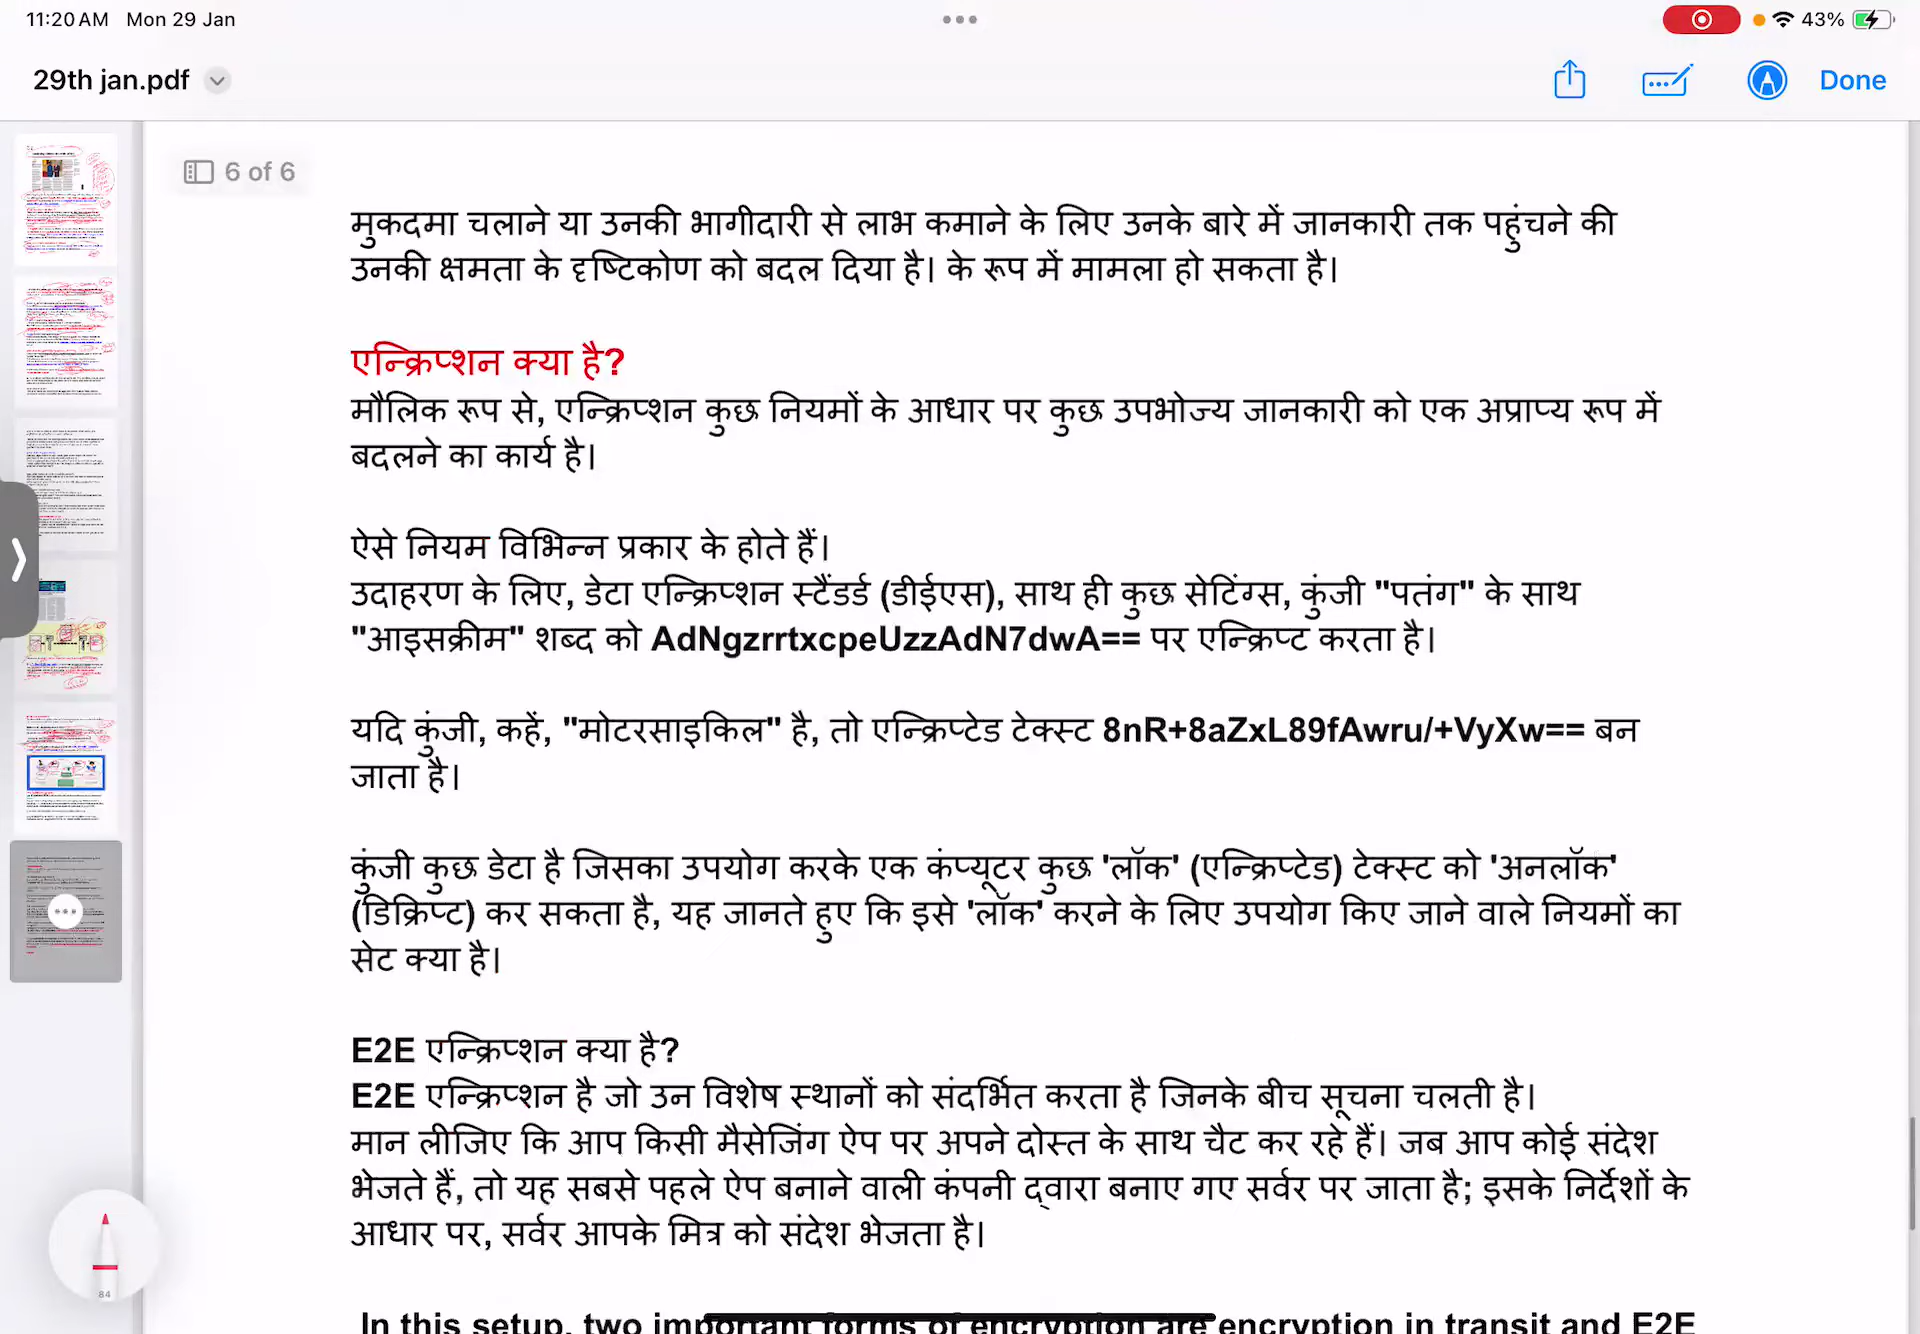 11:20 AM Mon 29 Jan
43%
29th jan.pdf
Done
6 of 6
मुकदमा चलाने या उनकी भागीदारी से लाभ कमाने के लिए उनके बारे में जानकारी तक पहुंचने की
उनकी क्षमता के दृष्टिकोण को बदल दिया है। के रूप में मामला हो सकता है।
एन्क्रिप्शन क्या है?
मौलिक रूप से, एन्क्रिप्शन कुछ नियमों के आधार पर कुछ उपभोज्य जानकारी को एक अप्राप्य रूप में
बदलने का कार्य है।
ऐसे नियम विभिन्न प्रकार के होते हैं।
उदाहरण के लिए, डेटा एन्क्रिप्शन स्टैंडर्ड (डीईएस), साथ ही कुछ सेटिंग्स, कुंजी "पतंग" के साथ
"आइसक्रीम" शब्द को AdNgzrrtxcpeUzzAdN7dwA== पर एन्क्रिप्ट करता है।
यदि कुंजी, कहें, "मोटरसाइकिल" है, तो एन्क्रिप्टेड टेक्स्ट 8nR+8aZxL89fAwru/+VyXw== बन
जाता है।
कुंजी कुछ डेटा है जिसका उपयोग करके एक कंप्यूटर कुछ 'लॉक' (एन्क्रिप्टेड) टेक्स्ट को 'अनलॉक'
(डिक्रिप्ट) कर सकता है, यह जानते हुए कि इसे 'लॉक' करने के लिए उपयोग किए जाने वाले नियमों का
सेट क्या है।
E2E एन्क्रिप्शन क्या है?
E2E एन्क्रिप्शन है जो उन विशेष स्थानों को संदर्भित करता है जिनके बीच सूचना चलती है।
मान लीजिए कि आप किसी मैसेजिंग ऐप पर अपने दोस्त के साथ चैट कर रहे हैं। जब आप कोई संदेश
भेजते हैं, तो यह सबसे पहले ऐप बनाने वाली कंपनी द्वारा बनाए गए सर्वर पर जाता है; इसके निर्देशों के
आधार पर, सर्वर आपके मित्र को संदेश भेजता है।
84
In this setup, two important forms of encryption are encryption in transit and E2E